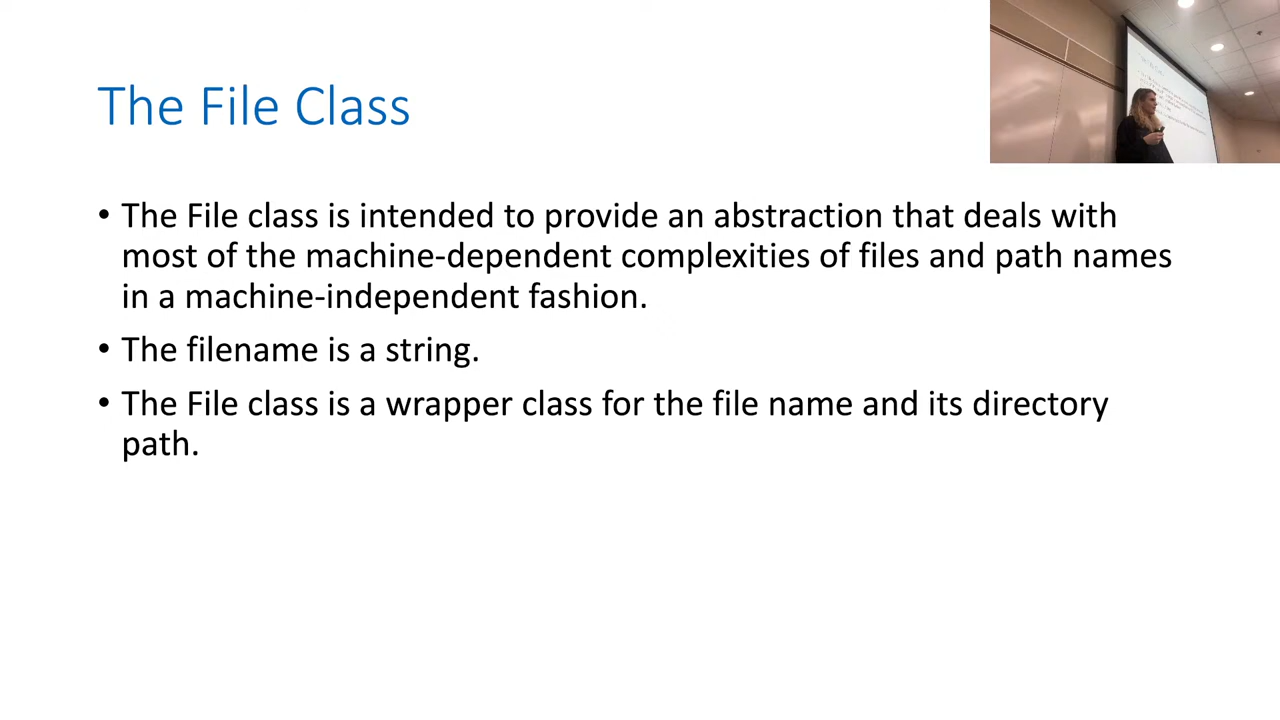 The File Class
• The File class is intended to provide an abstraction that deals with
most of the machine-dependent complexities of files and path names
in a machine-independent fashion.
• The filename is a string.
• The File class is a wrapper class for the file name and its directory
path.